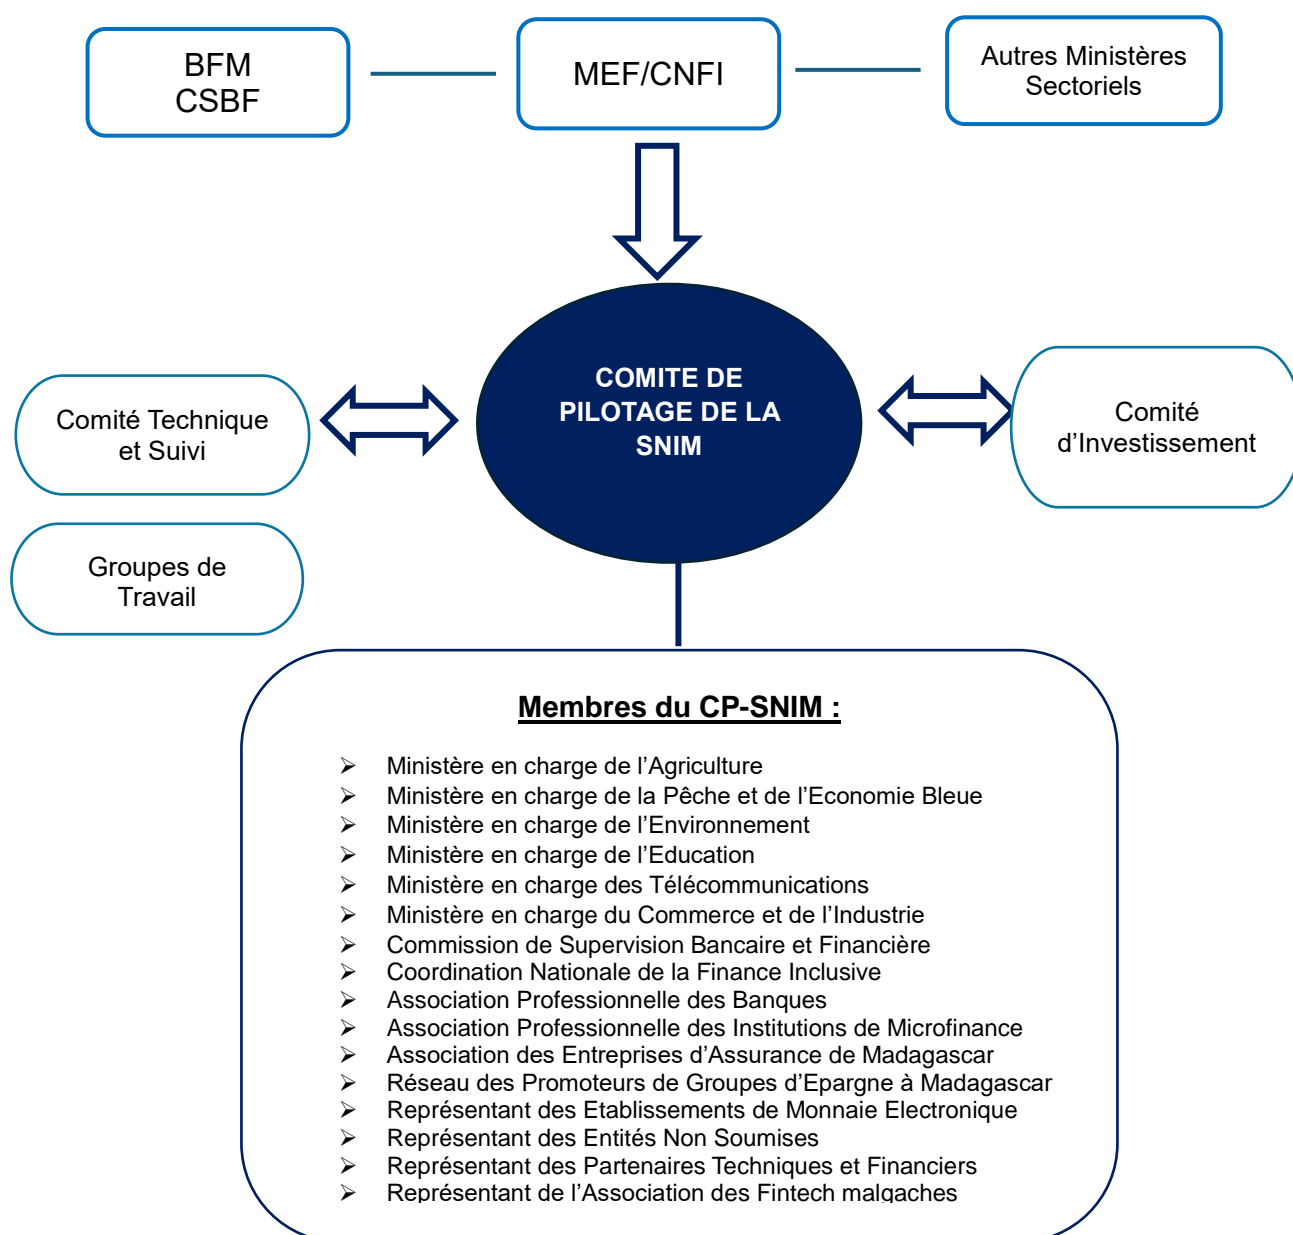 BFM
CSBF
MEF/CNFI
Autres Ministères
Sectoriels
COMITE DE
PILOTAGE DE LA
SNIM
Comité Technique
et Suivi
Comité
d’Investissement
Groupes de
Travail
Membres du CP-SNIM :
➢ Ministère en charge de l’Agriculture
➢ Ministère en charge de la Pêche et de l’Economie Bleue
➢ Ministère en charge de l’Environnement
➢ Ministère en charge de l’Education
➢ Ministère en charge des Télécommunications
➢ Ministère en charge du Commerce et de l’Industrie
➢ Commission de Supervision Bancaire et Financière
➢ Coordination Nationale de la Finance Inclusive
➢ Association Professionnelle des Banques
➢ Association Professionnelle des Institutions de Microfinance
➢ Association des Entreprises d’Assurance de Madagascar
➢ Réseau des Promoteurs de Groupes d’Epargne à Madagascar
➢ Représentant des Etablissements de Monnaie Electronique
➢ Représentant des Entités Non Soumises
➢ Représentant des Partenaires Techniques et Financiers
➢ Représentant de l’Association des Fintech malgaches